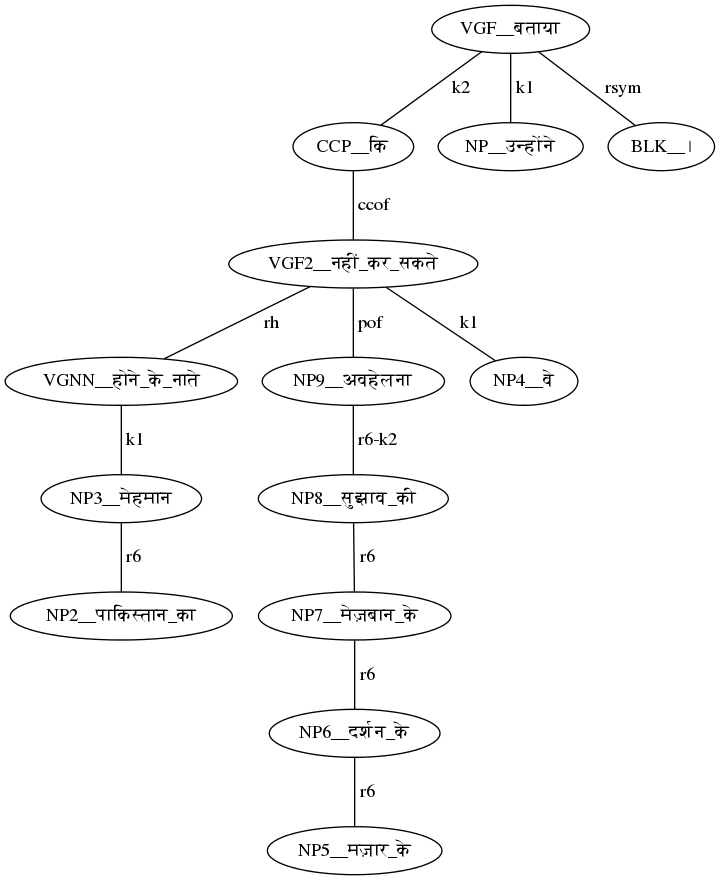 VGF__बताया
k2 k1 rsym
CCP__कि NP__उन्होंने BLK__।
ccof
VGF2__नहीं_कर_सकते
rh pof k1
VGNN__होने_के_नाते NP9__अवहेलना NP4__वे
k1 r6-k2
NP3__मेहमान NP8__सुझाव_की
r6 r6
NP2__पाकिस्तान_का NP7__मेज़बान_के
r6
NP6__दर्शन_के
r6
NP5__मज़ार_के